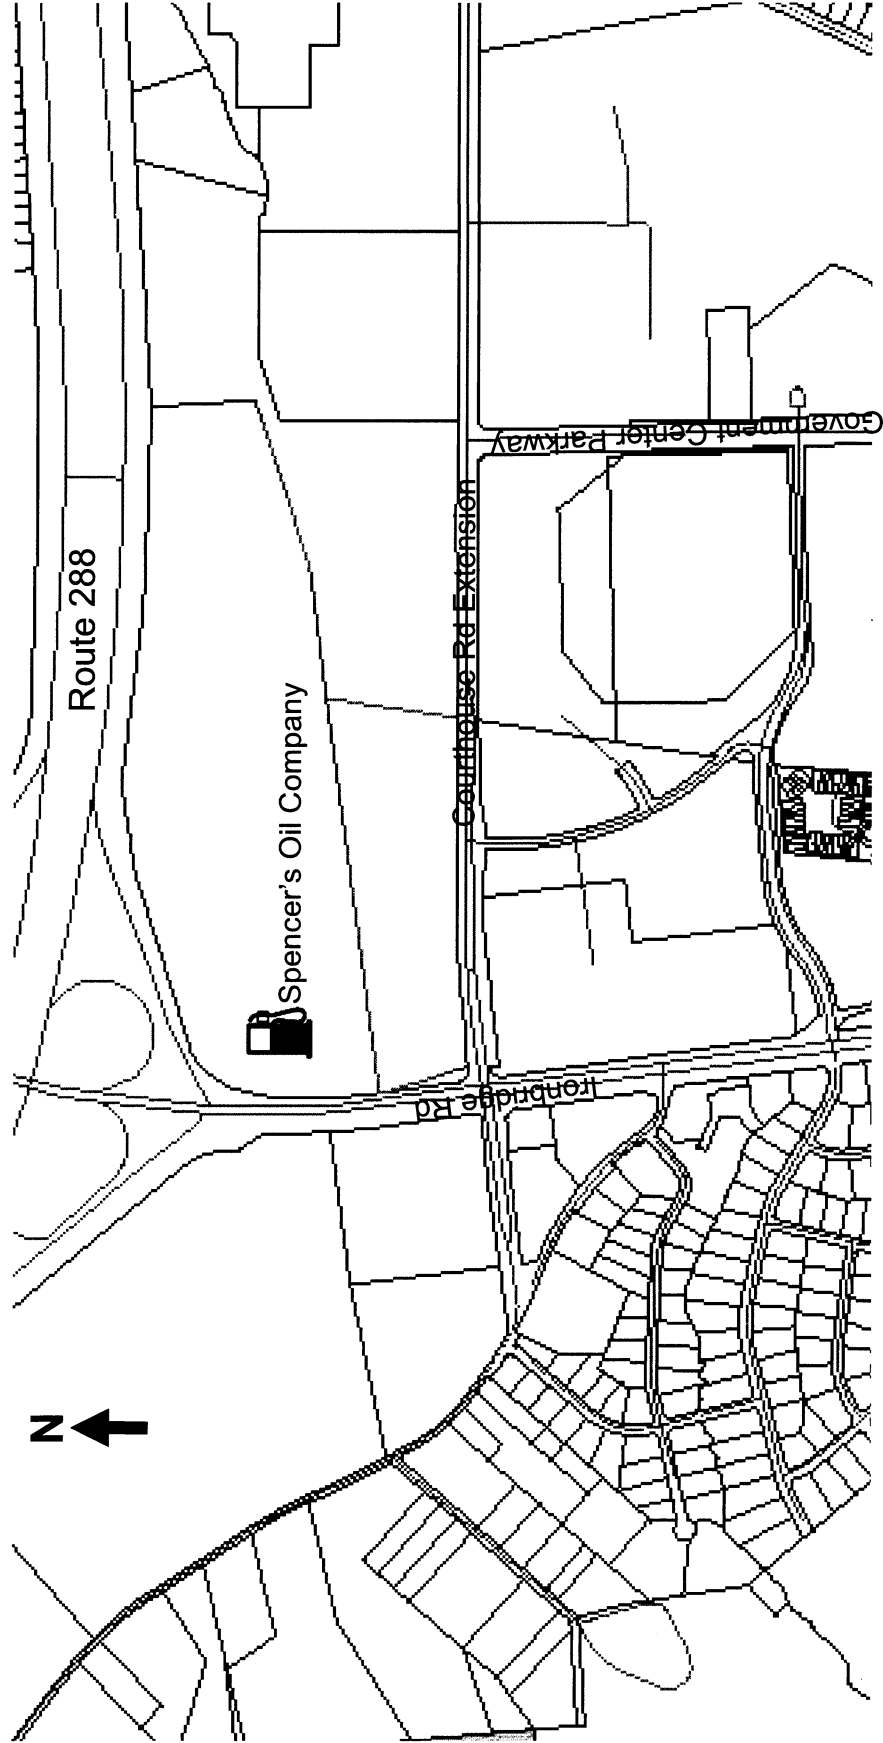 Route 288
Spencer's Oil Company
Courthouse Rd Extension
Government Center Parkway
Ironbridge Rd
N